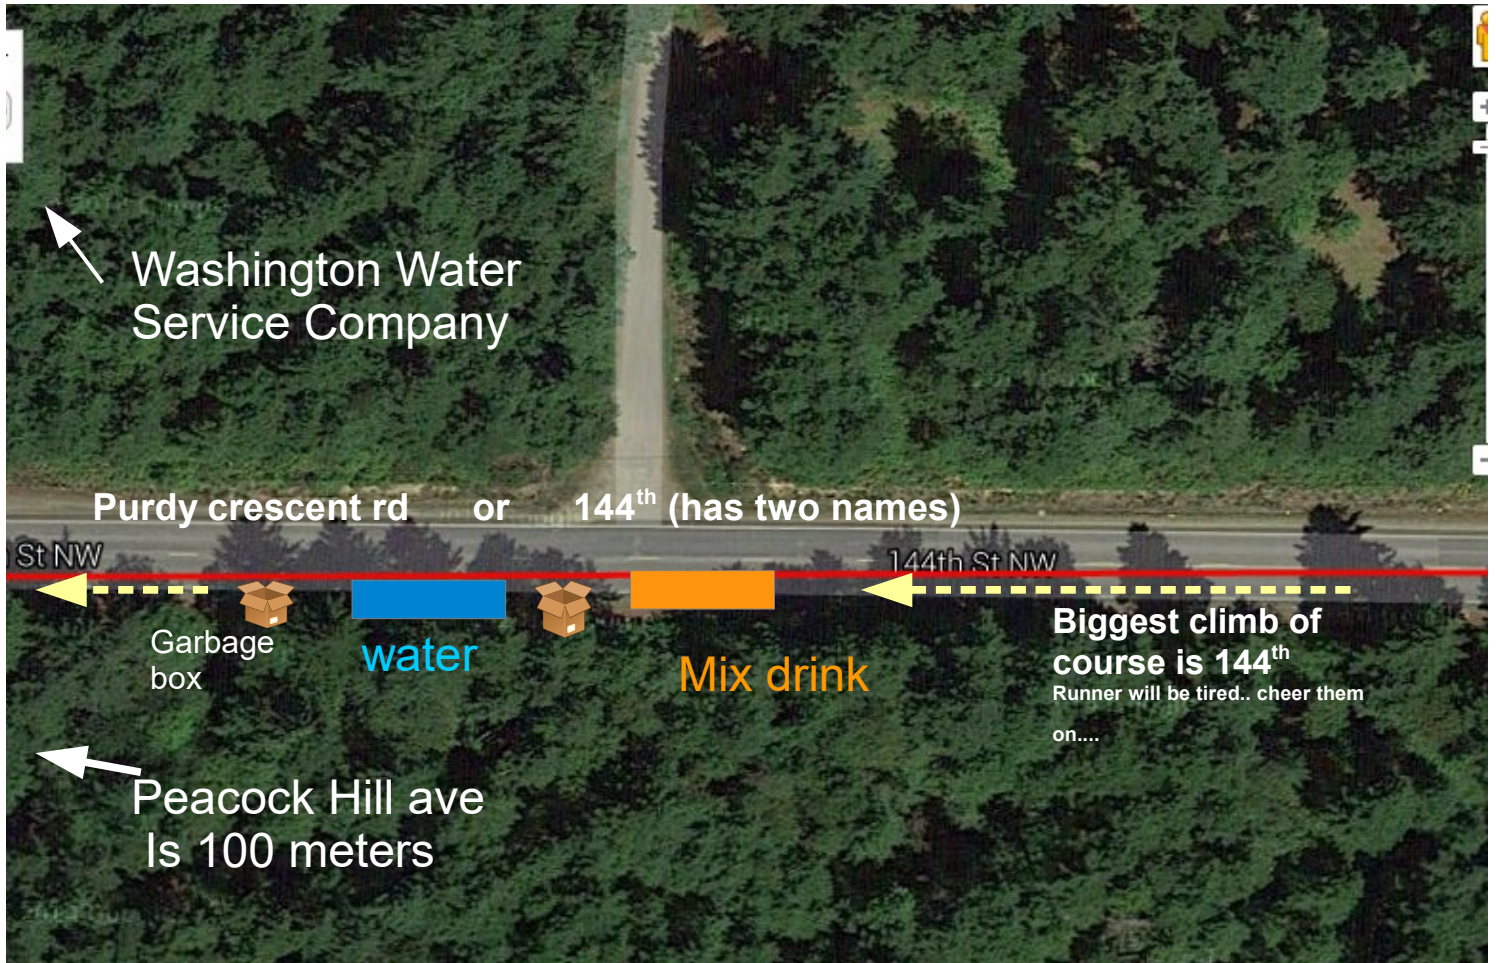 Washington Water
Service Company
Purdy crescent rd or 144th (has two names)
St NW
144th St NW
Garbage
box
water
Mix drink
Biggest climb of
course is 144th
Runner will be tired.. cheer them
on....
Peacock Hill ave
Is 100 meters